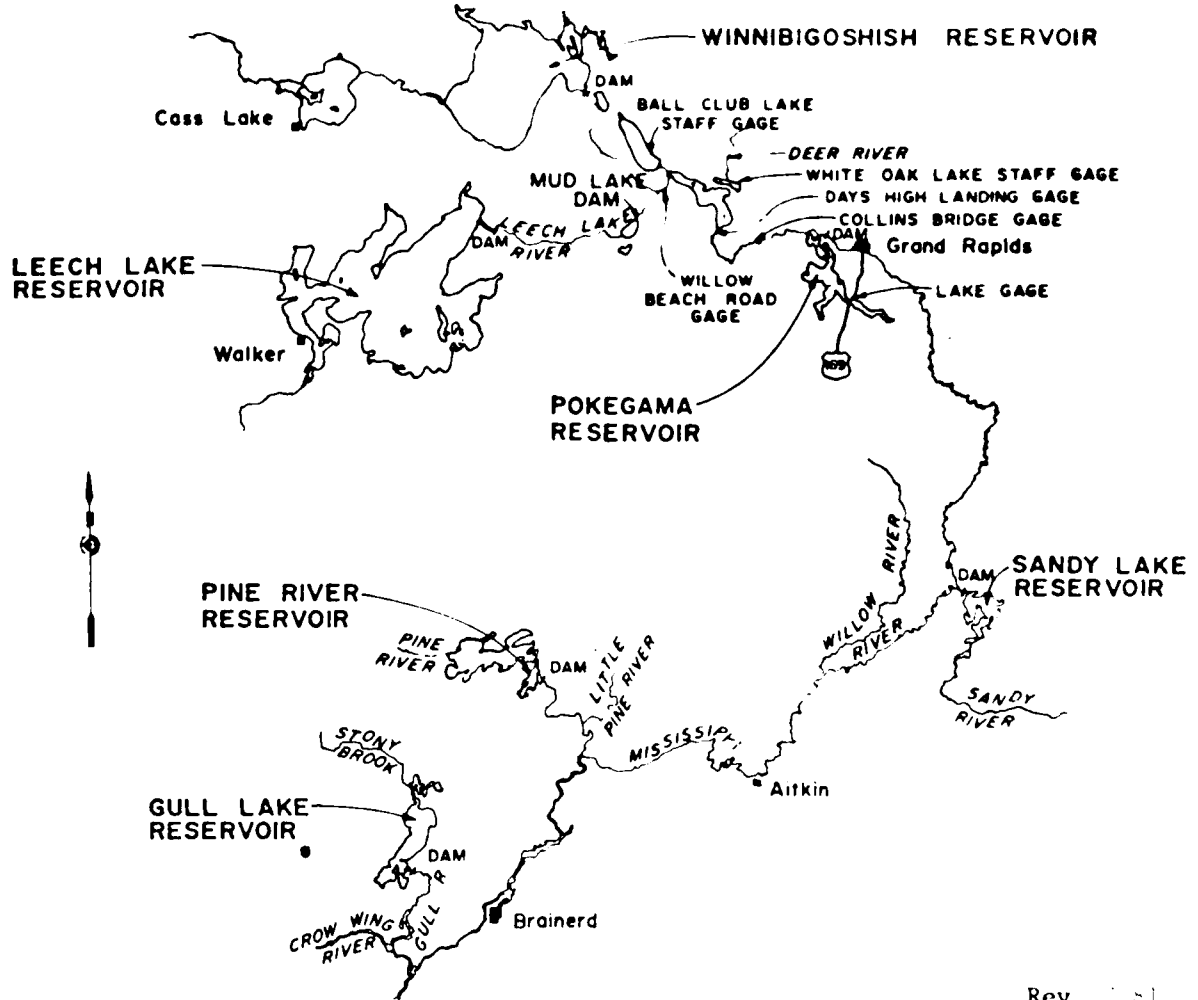 WINNIBIGOSHISH RESERVOIR
DAM
Cass Lake
BALL CLUB LAKE
STAFF GAGE
DEER RIVER
WHITE OAK LAKE STAFF GAGE
MUD LAKE
DAM
DAYS HIGH LANDING GAGE
COLLINS BRIDGE GAGE
DAM
Grand Rapids
LEECH LAKE
RIVER
DAM
LEECH LAKE
RESERVOIR
WILLOW
BEACH ROAD
GAGE
LAKE GAGE
Walker
169
POKEGAMA
RESERVOIR
WILLOW RIVER
RIVER
DAM
SANDY LAKE
RESERVOIR
SANDY
RIVER
PINE RIVER
RESERVOIR
PINE
RIVER
DAM
LITTLE
PINE RIVER
MISSISSIPPI
Aitkin
STONY
BROOK
GULL LAKE
RESERVOIR
DAM
GULL R
CROW WING
RIVER
Brainerd
Rev